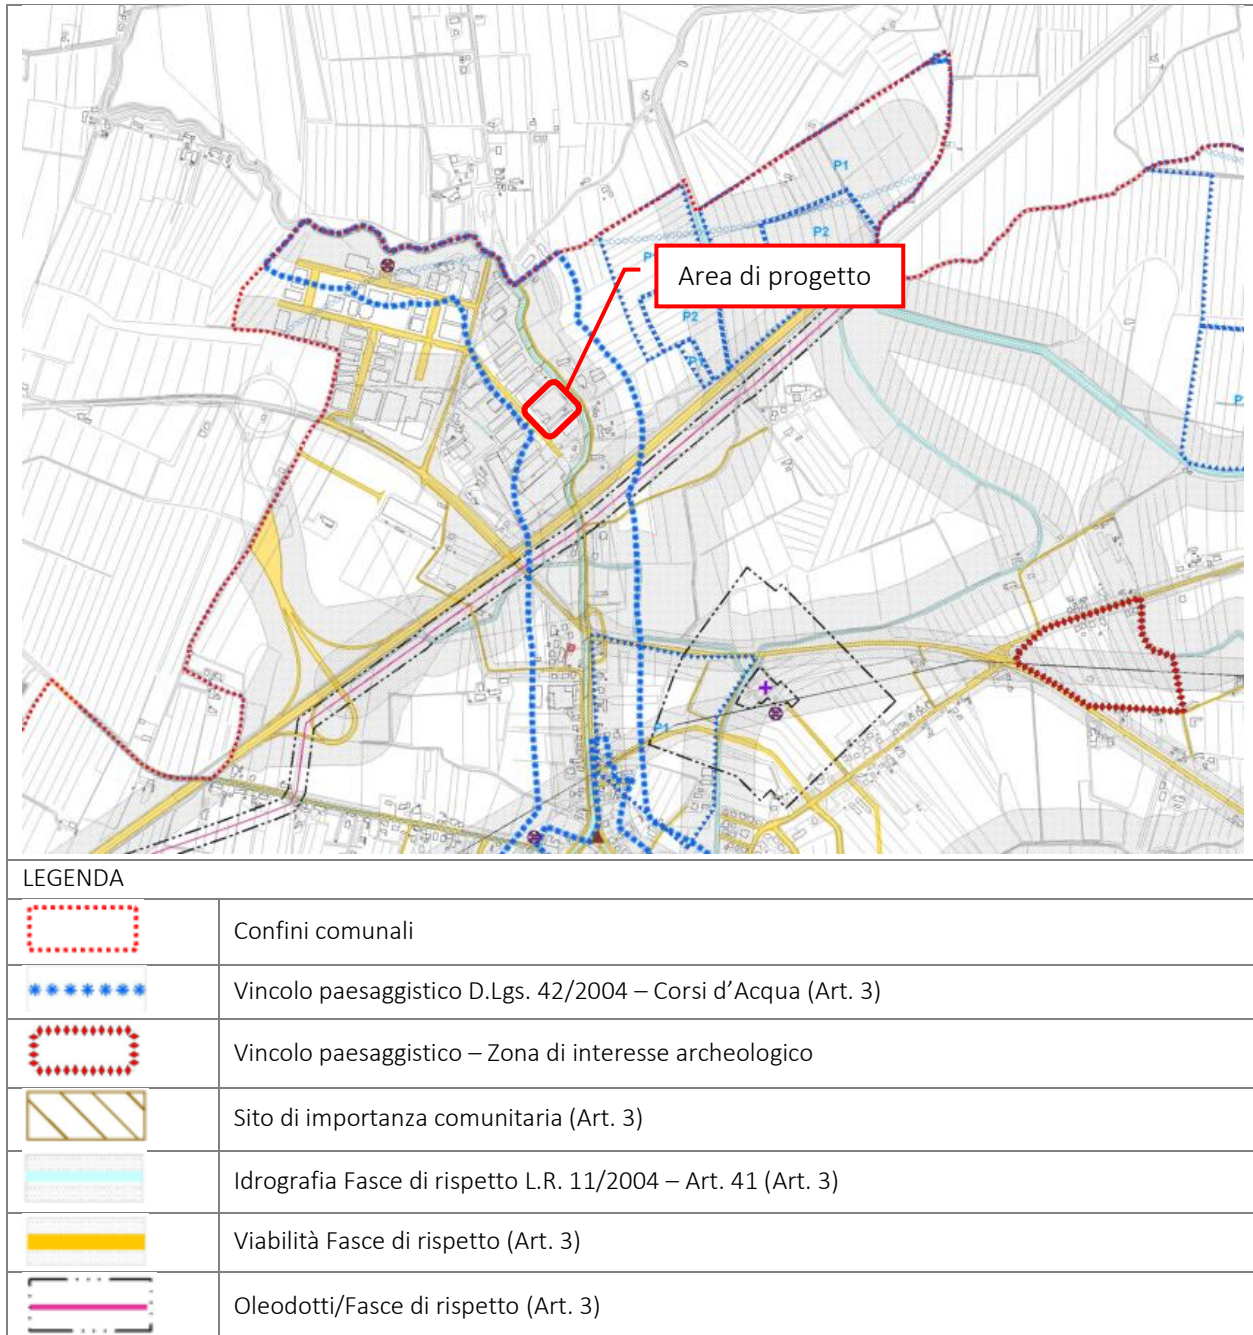 P1
P2
Area di progetto
P2
P1
LEGENDA
Confini comunali
Vincolo paesaggistico D.Lgs. 42/2004 – Corsi d’Acqua (Art. 3)
Vincolo paesaggistico – Zona di interesse archeologico
Sito di importanza comunitaria (Art. 3)
Idrografia Fasce di rispetto L.R. 11/2004 – Art. 41 (Art. 3)
Viabilità Fasce di rispetto (Art. 3)
Oleodotti/Fasce di rispetto (Art. 3)